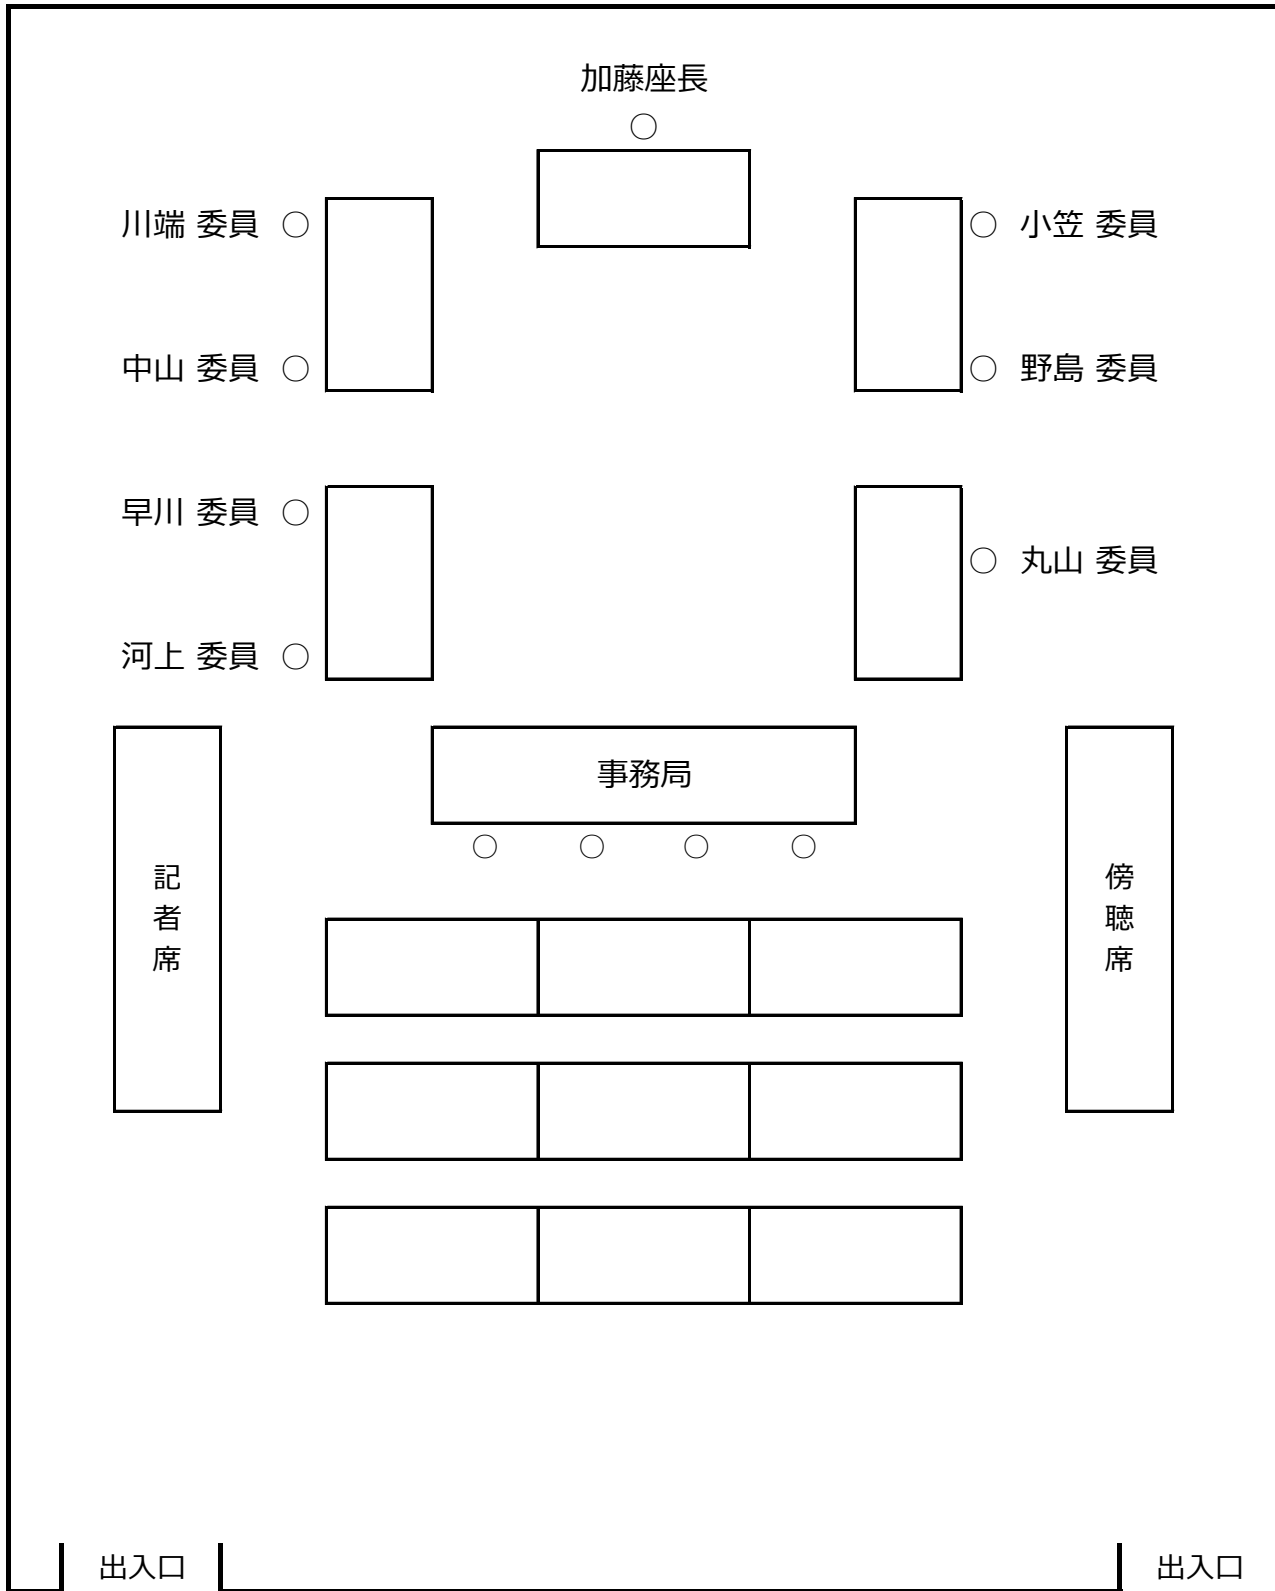 加藤座長
○
川端 委員 ○
○ 小笠 委員
中山 委員 ○
○ 野島 委員
早川 委員 ○
○ 丸山 委員
河上 委員 ○
事務局
○ ○ ○ ○
記者席
傍聴席
出入口
出入口